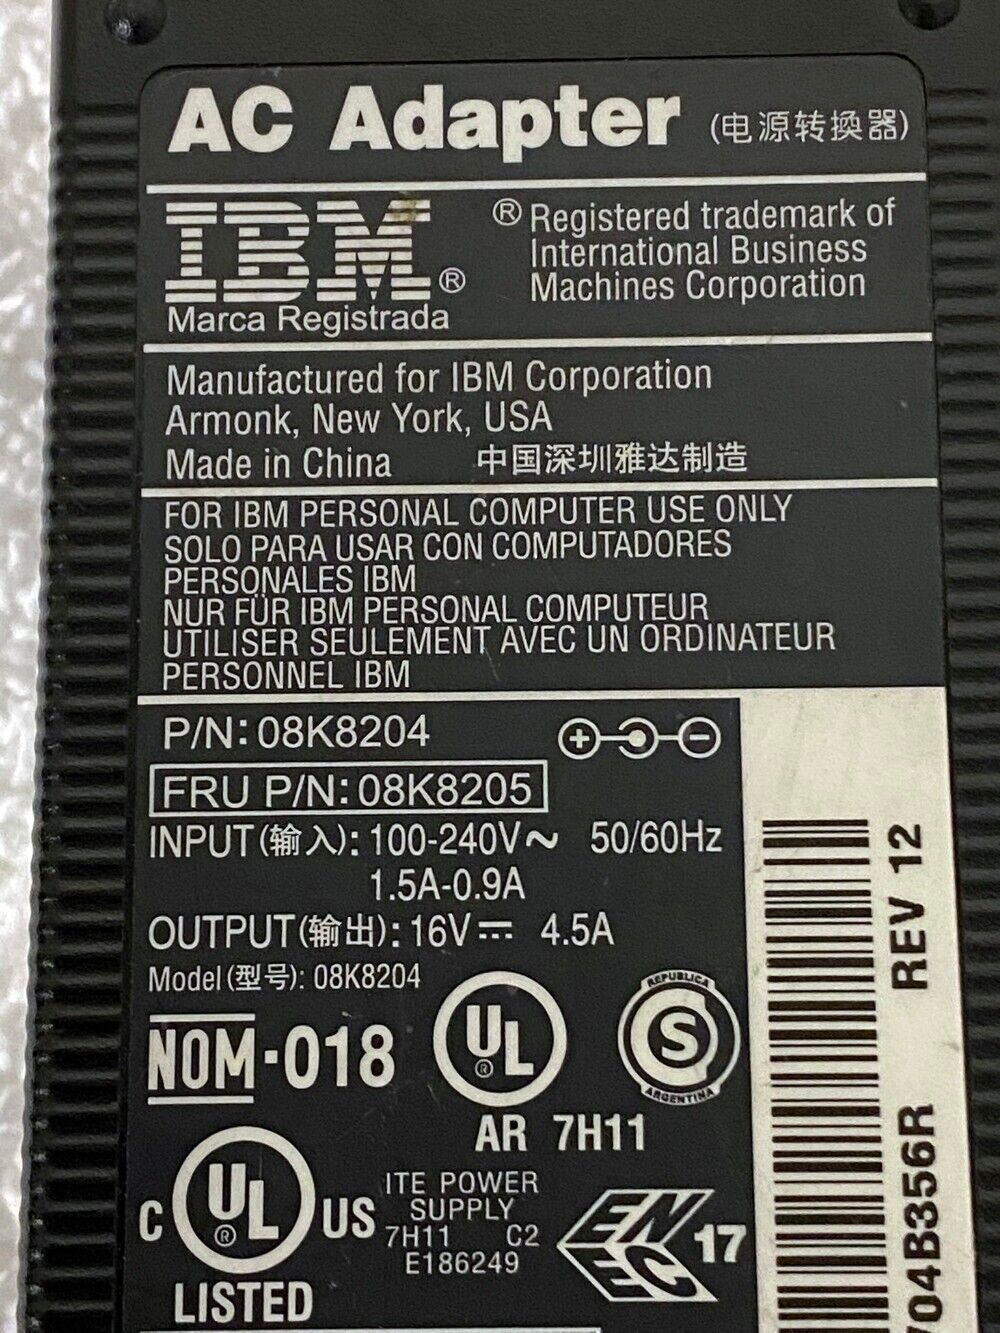 AC Adapter (电源转换器)
IBM®
Marca Registrada
® Registered trademark of
International Business
Machines Corporation
Manufactured for IBM Corporation
Armonk, New York, USA
Made in China 中国深圳雅达制造
FOR IBM PERSONAL COMPUTER USE ONLY
SOLO PARA USAR CON COMPUTADORES
PERSONALES IBM
NUR FÜR IBM PERSONAL COMPUTEUR
UTILISER SEULEMENT AVEC UN ORDINATEUR
PERSONNEL IBM
P/N: 08K8204
FRU P/N: 08K8205
INPUT(输入): 100-240V~ 50/60Hz
1.5A-0.9A
OUTPUT(输出): 16V⎓ 4.5A
Model(型号): 08K8204
NOM-018
UL®
AR 7H11
REPUBLICA
S
ARGENTINA
C UL® US
LISTED
ITE POWER
SUPPLY
7H11 C2
E186249
EN
EC
17
REV 12
04B356R